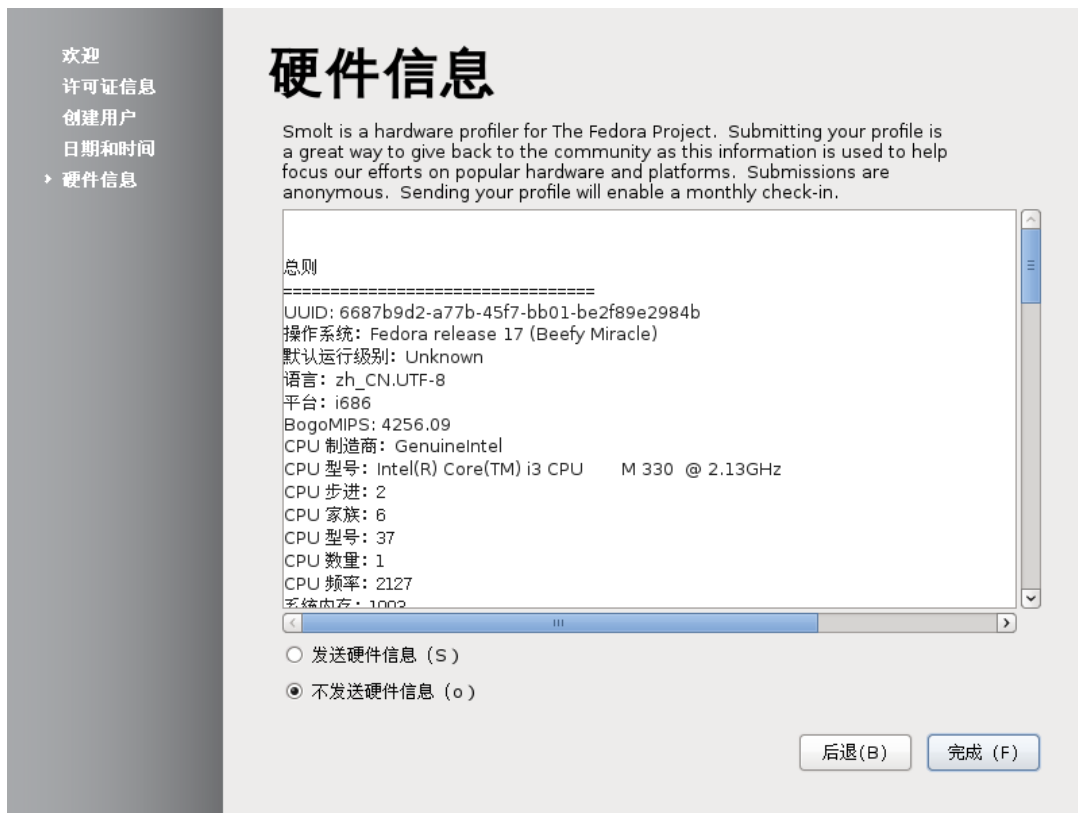 欢迎
许可证信息
创建用户
日期和时间
硬件信息
硬件信息
Smolt is a hardware profiler for The Fedora Project.  Submitting your profile is
a great way to give back to the community as this information is used to help
focus our efforts on popular hardware and platforms.  Submissions are
anonymous.  Sending your profile will enable a monthly check-in.
总则
=================================
UUID: 6687b9d2-a77b-45f7-bb01-be2f89e2984b
操作系统：Fedora release 17 (Beefy Miracle)
默认运行级别：Unknown
语言：zh_CN.UTF-8
平台：i686
BogoMIPS: 4256.09
CPU 制造商：GenuineIntel
CPU 型号：Intel(R) Core(TM) i3 CPU       M 330  @ 2.13GHz
CPU 步进：2
CPU 家族：6
CPU 型号：37
CPU 数量：1
CPU 频率：2127
系统内存：1003
发送硬件信息（S）
不发送硬件信息（o）
后退(B)
完成（F)